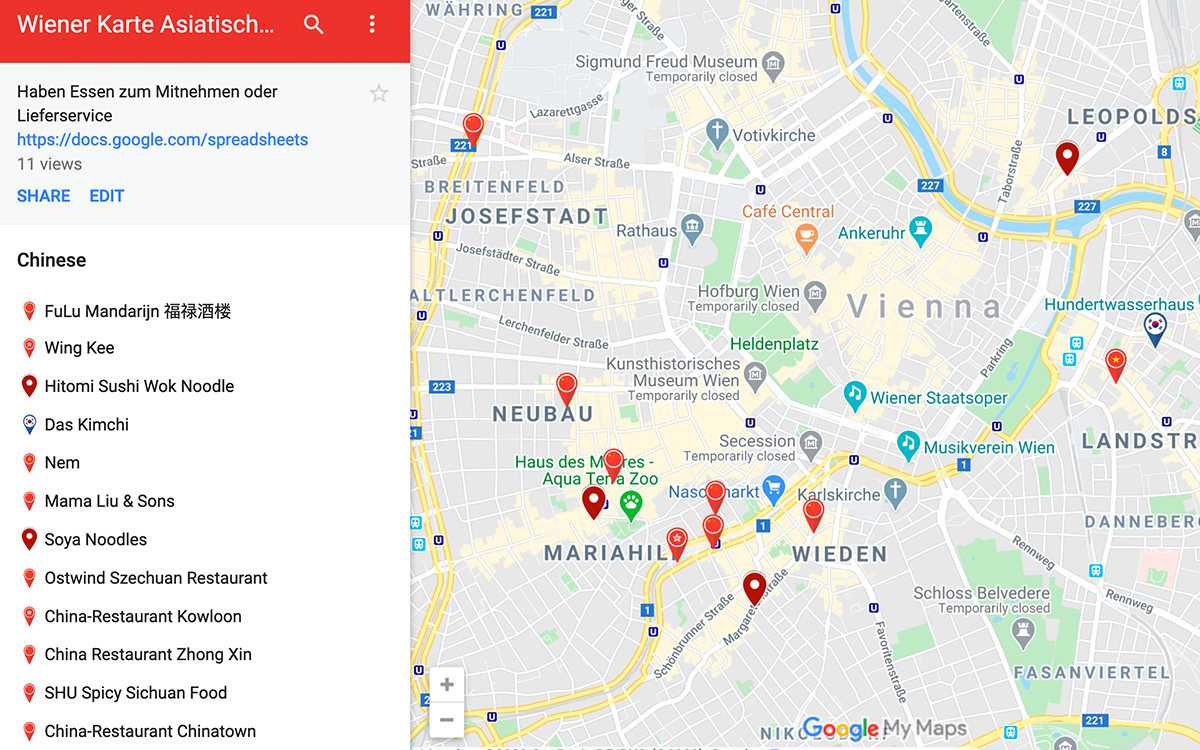 Wiener Karte Asiatisch...
Haben Essen zum Mitnehmen oder
Lieferservice
https://docs.google.com/spreadsheets
11 views
SHARE EDIT
Chinese
FuLu Mandarijn 福禄酒楼
Wing Kee
Hitomi Sushi Wok Noodle
Das Kimchi
Nem
Mama Liu & Sons
Soya Noodles
Ostwind Szechuan Restaurant
China-Restaurant Kowloon
China Restaurant Zhong Xin
SHU Spicy Sichuan Food
China-Restaurant Chinatown
WÄHRING
221
Sigmund Freud Museum
Temporarily closed
Lazarettgasse
LEOPOLDS
Votivkirche
221
Straße
Alser Straße
8
Taborstraße
BREITENFELD
227
227
JOSEFSTADT
Café Central
Rathaus
Ankeruhr
Josefstädter Straße
ALTLERCHENFELD
Hofburg Wien
Temporarily closed
Vienna
Hundertwasserhaus
Lerchenfelder Straße
Heldenplatz
Parkring
Kunsthistorisches
Museum Wien
Temporarily closed
223
Wiener Staatsoper
NEUBAU
Secession
Temporarily closed
Musikverein Wien
LANDSTR
1
Haus des Meeres -
Aqua Terra Zoo
Naschmarkt
Karlskirche
1
DANNEBERG
MARIAHIL
WIEDEN
Rennweg
Schloss Belvedere
Temporarily closed
Rennweg
1
Schönbrunner Straße
Margaretenstraße
Favoritenstraße
FASANVIERTEL
+
−
221
Google My Maps